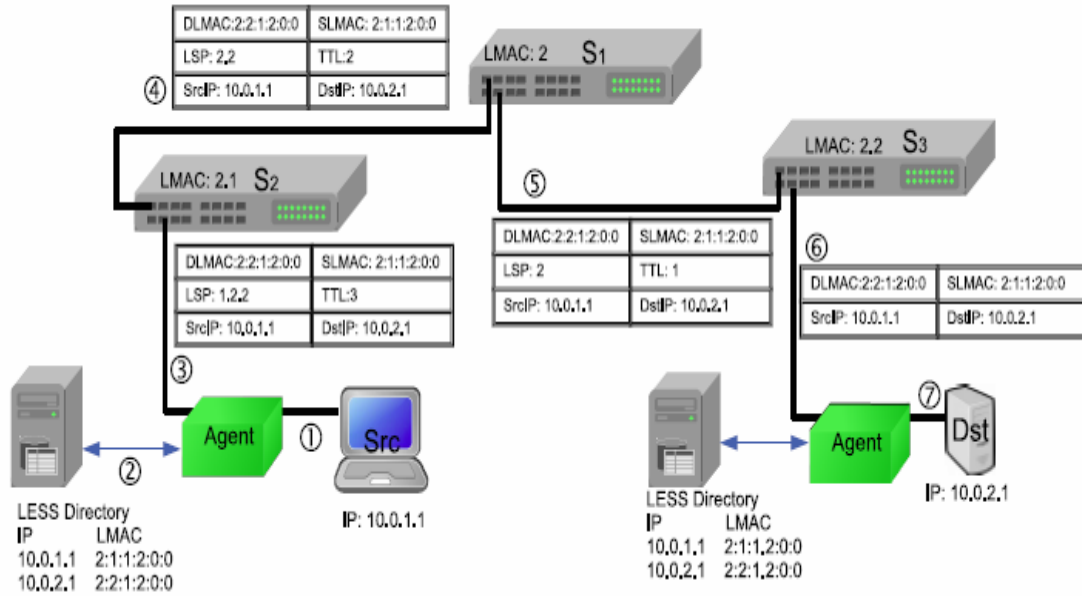 DLMAC:2:2:1:2:0:0 SLMAC: 2:1:1:2:0:0
LSP: 2.2 TTL:2
SrcIP: 10.0.1.1 DstIP: 10.0.2.1
④
LMAC: 2 S1
LMAC: 2.2 S3
LMAC: 2.1 S2
⑤
DLMAC:2:2:1:2:0:0 SLMAC: 2:1:1:2:0:0
LSP: 2 TTL: 1
SrcIP: 10.0.1.1 DstIP: 10.0.2.1
⑥
DLMAC:2:2:1:2:0:0 SLMAC: 2:1:1:2:0:0
SrcIP: 10.0.1.1 DstIP: 10.0.2.1
DLMAC:2:2:1:2:0:0 SLMAC: 2:1:1:2:0:0
LSP: 1.2.2 TTL:3
SrcIP: 10.0.1.1 DstIP: 10.0.2.1
③
Agent
①
Src
②
IP: 10.0.1.1
LESS Directory
IP LMAC
10.0.1.1 2:1:1:2:0:0
10.0.2.1 2:2:1:2:0:0
Agent
⑦
Dst
IP: 10.0.2.1
LESS Directory
IP LMAC
10.0.1.1 2:1:1.2:0:0
10.0.2.1 2:2:1.2:0:0